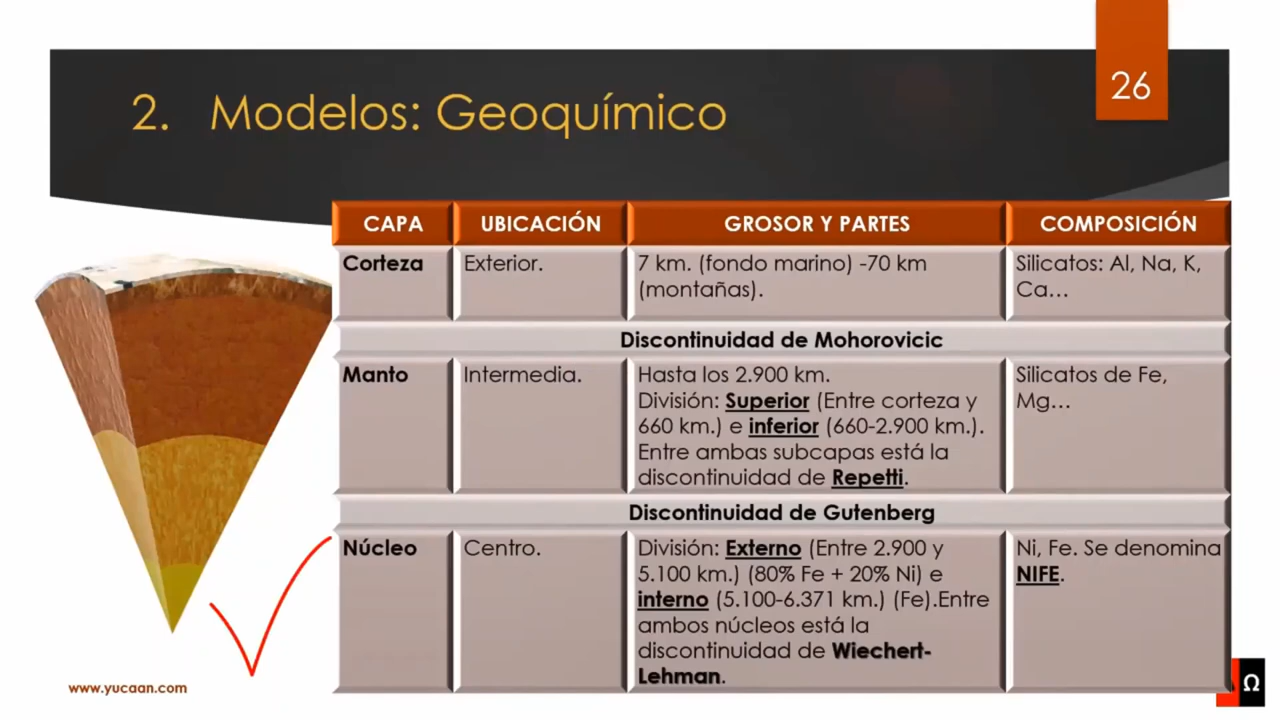 26
2. Modelos: Geoquímico
CAPA UBICACIÓN GROSOR Y PARTES COMPOSICIÓN
Corteza
Exterior.
7 km. (fondo marino) -70 km
(montañas).
Silicatos: Al, Na, K,
Ca...
Discontinuidad de Mohorovicic
Manto
Intermedia.
Hasta los 2.900 km.
División: Superior (Entre corteza y
660 km.) e inferior (660-2.900 km.).
Entre ambas subcapas está la
discontinuidad de Repetti.
Silicatos de Fe,
Mg...
Discontinuidad de Gutenberg
Núcleo
Centro.
División: Externo (Entre 2.900 y
5.100 km.) (80% Fe + 20% Ni) e
interno (5.100-6.371 km.) (Fe).Entre
ambos núcleos está la
discontinuidad de Wiechert-
Lehman.
Ni, Fe. Se denomina
NIFE.
www.yucaan.com
Ω